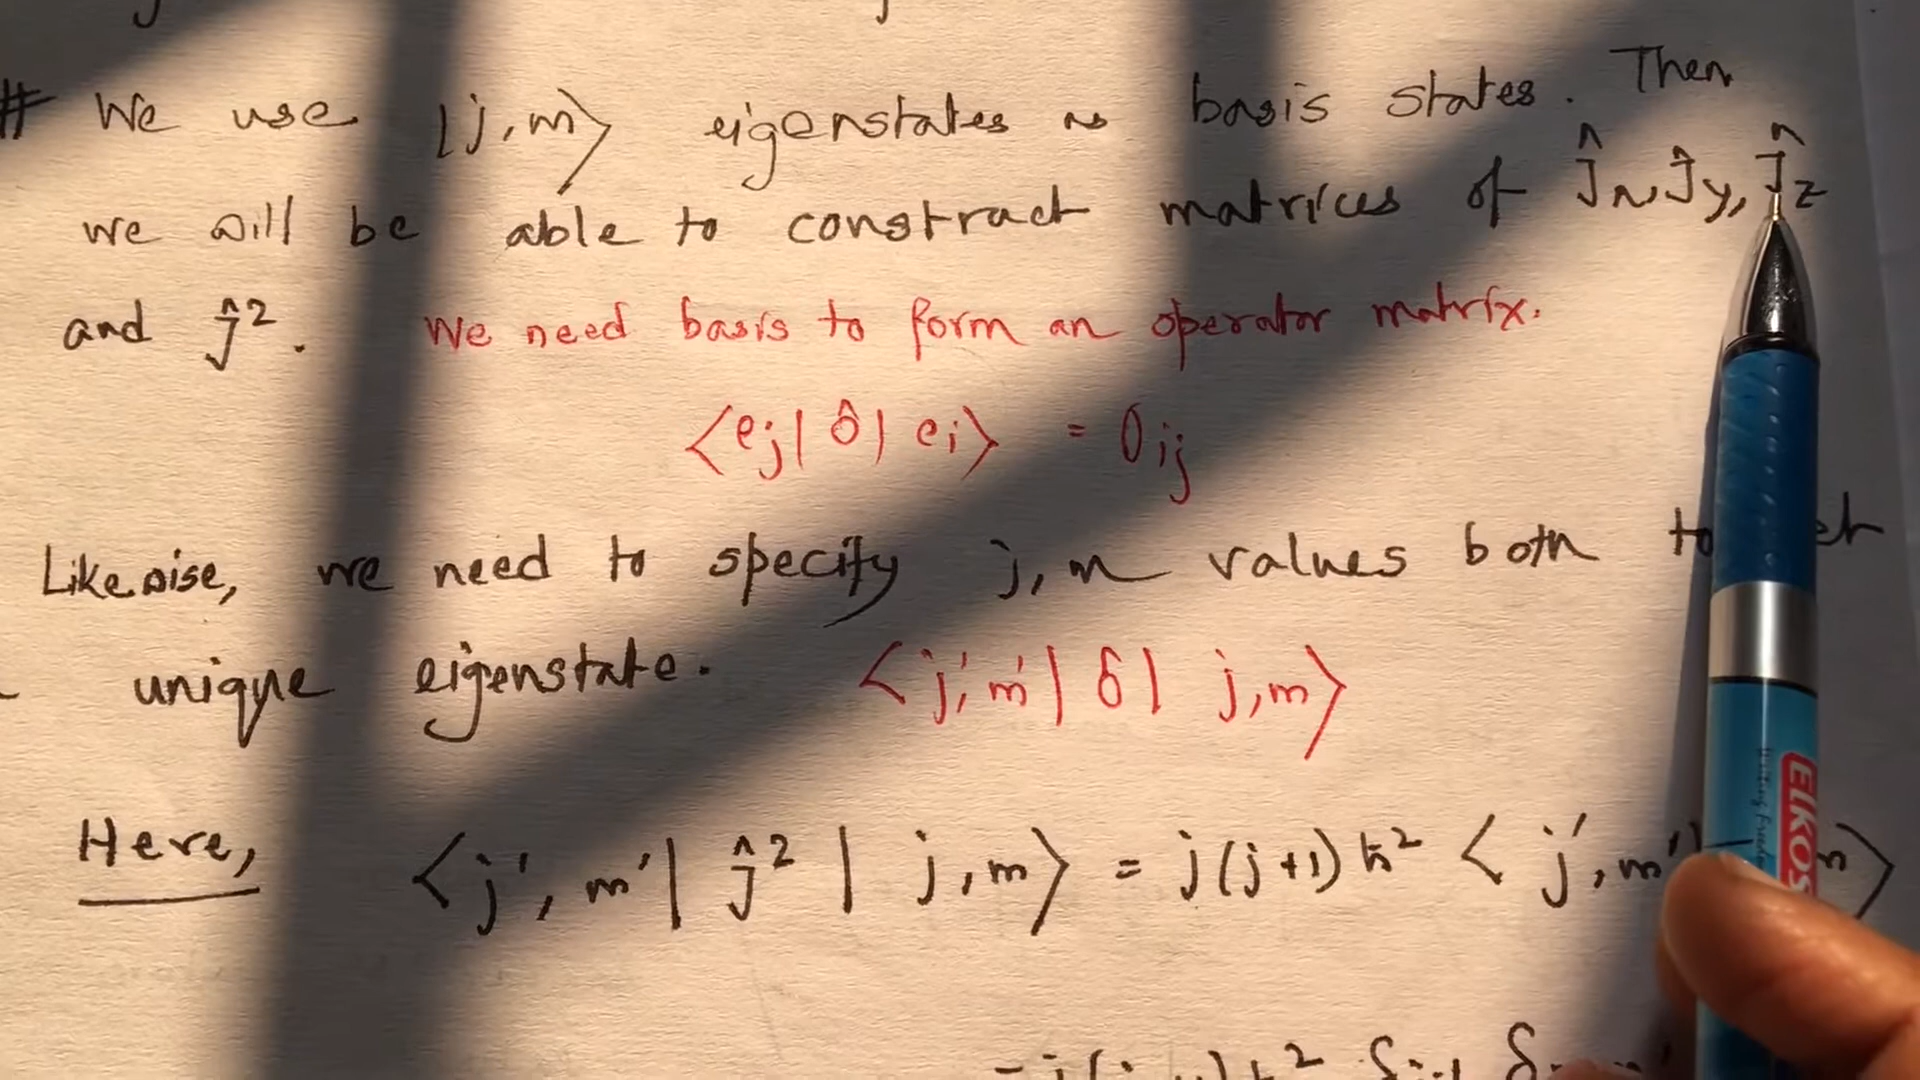 # We use |j,m⟩ eigenstates as basis states. Then
we will be able to construct matrices of Ĵx, Ĵy, Ĵz
and Ĵ². We need basis to form an operator matrix.
⟨ej| Ô | ei⟩ = Oij
Likewise, we need to specify j, m values both
unique eigenstate. ⟨j',m'| Ô | j,m⟩
Here, ⟨j', m'| Ĵ² | j,m⟩ = j(j+1)ħ² ⟨j',m'
ELKOS